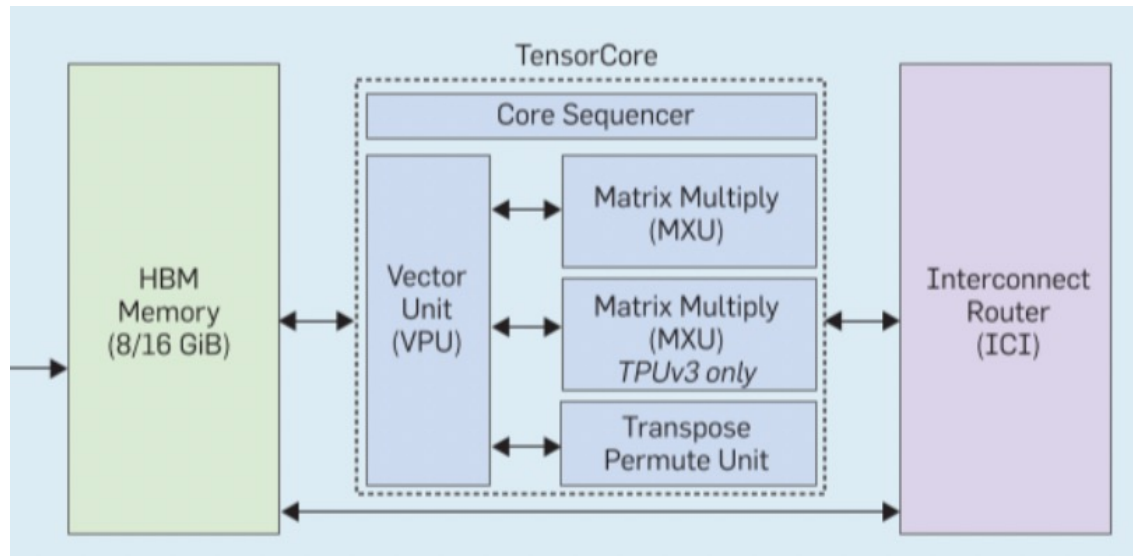 TensorCore
Core Sequencer
HBM
Memory
(8/16 GiB)
Vector
Unit
(VPU)
Matrix Multiply
(MXU)
Matrix Multiply
(MXU)
TPUv3 only
Transpose
Permute Unit
Interconnect
Router
(ICI)